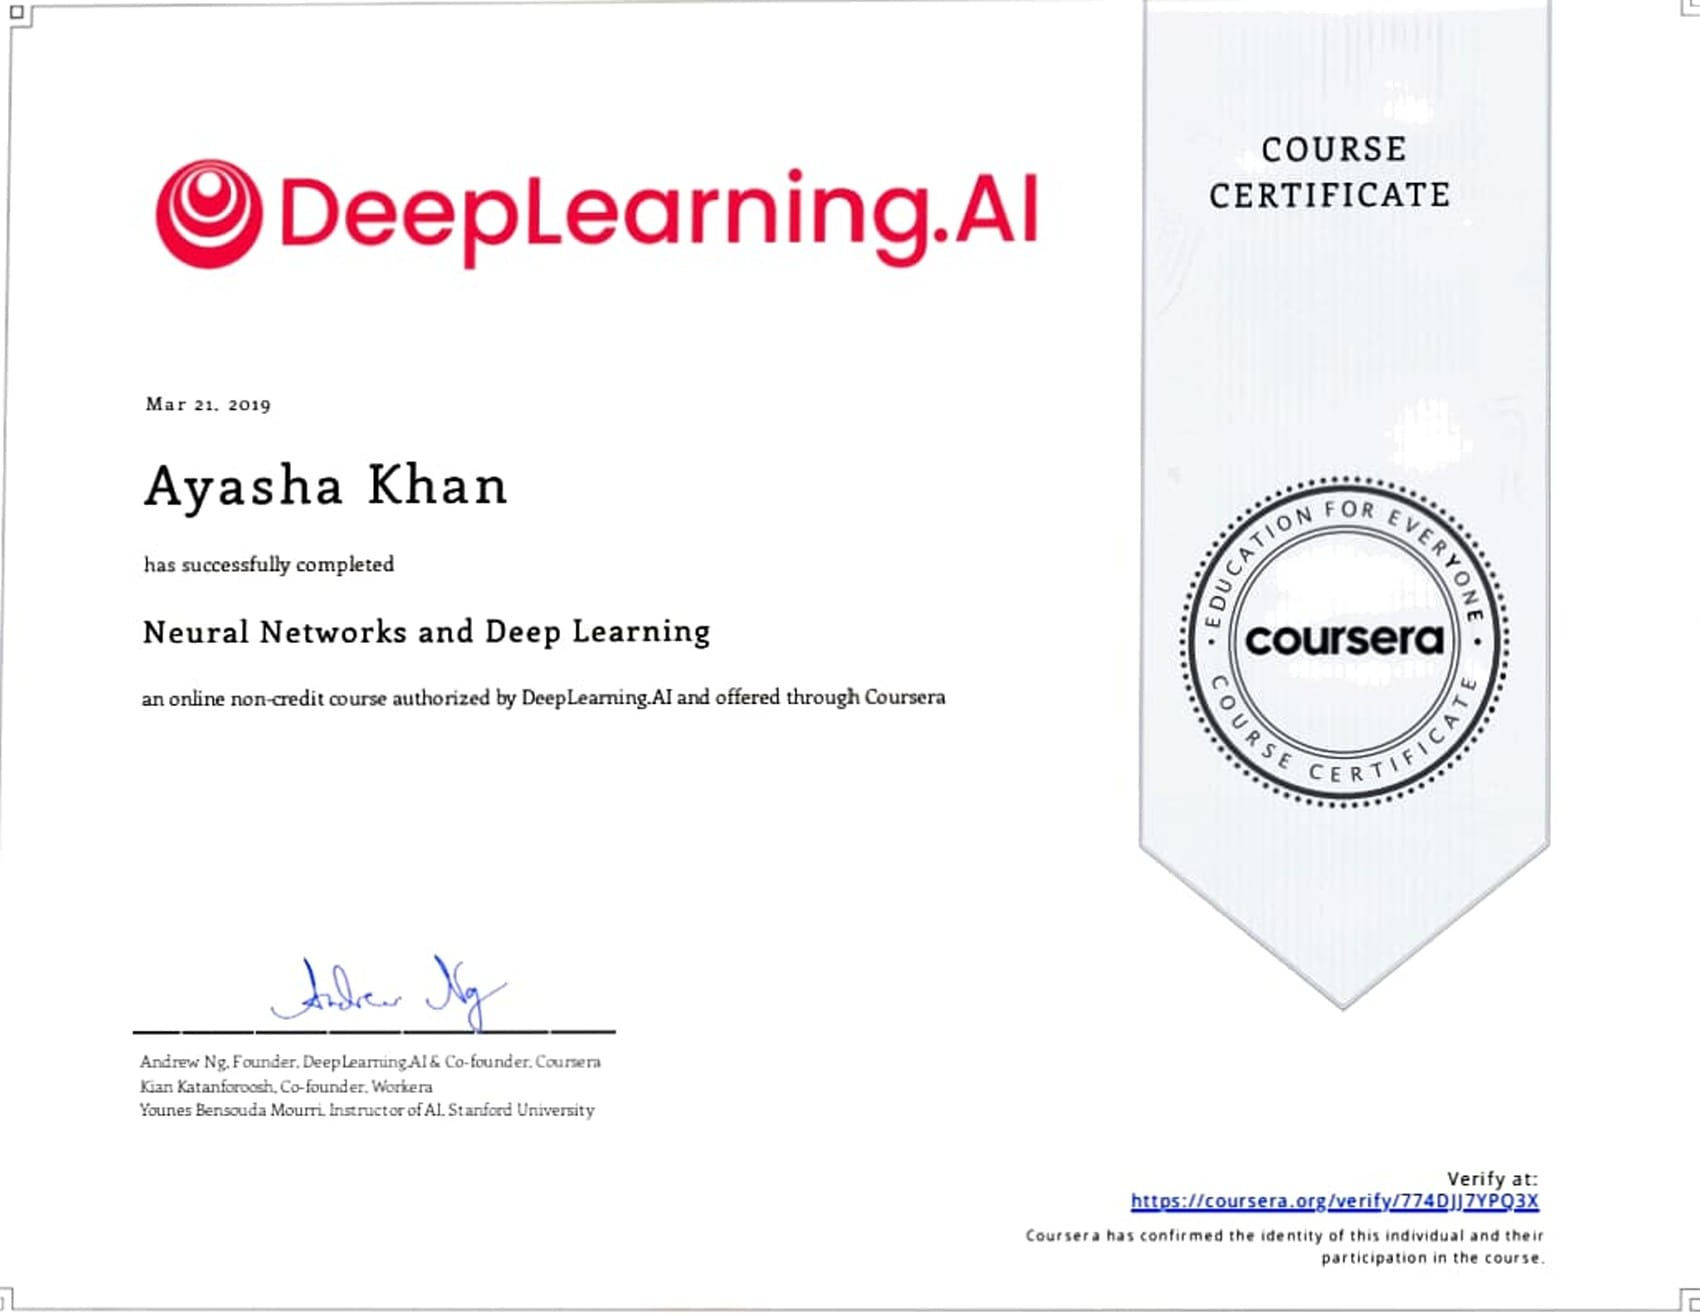 DeepLearning.AI
COURSE
CERTIFICATE
Mar 21, 2019
Ayasha Khan
has successfully completed
Neural Networks and Deep Learning
an online non-credit course authorized by DeepLearning.AI and offered through Coursera
EDUCATION FOR EVERYONE
coursera
COURSE CERTIFICATE
Andrew Ng
Andrew Ng, Founder, DeepLearning.AI & Co-founder, Coursera
Kian Katanforoosh, Co-founder, Workera
Younes Bensouda Mourri, Instructor of AI, Stanford University
Verify at:
https://coursera.org/verify/774DJJ7YPQ3X
Coursera has confirmed the identity of this individual and their
participation in the course.